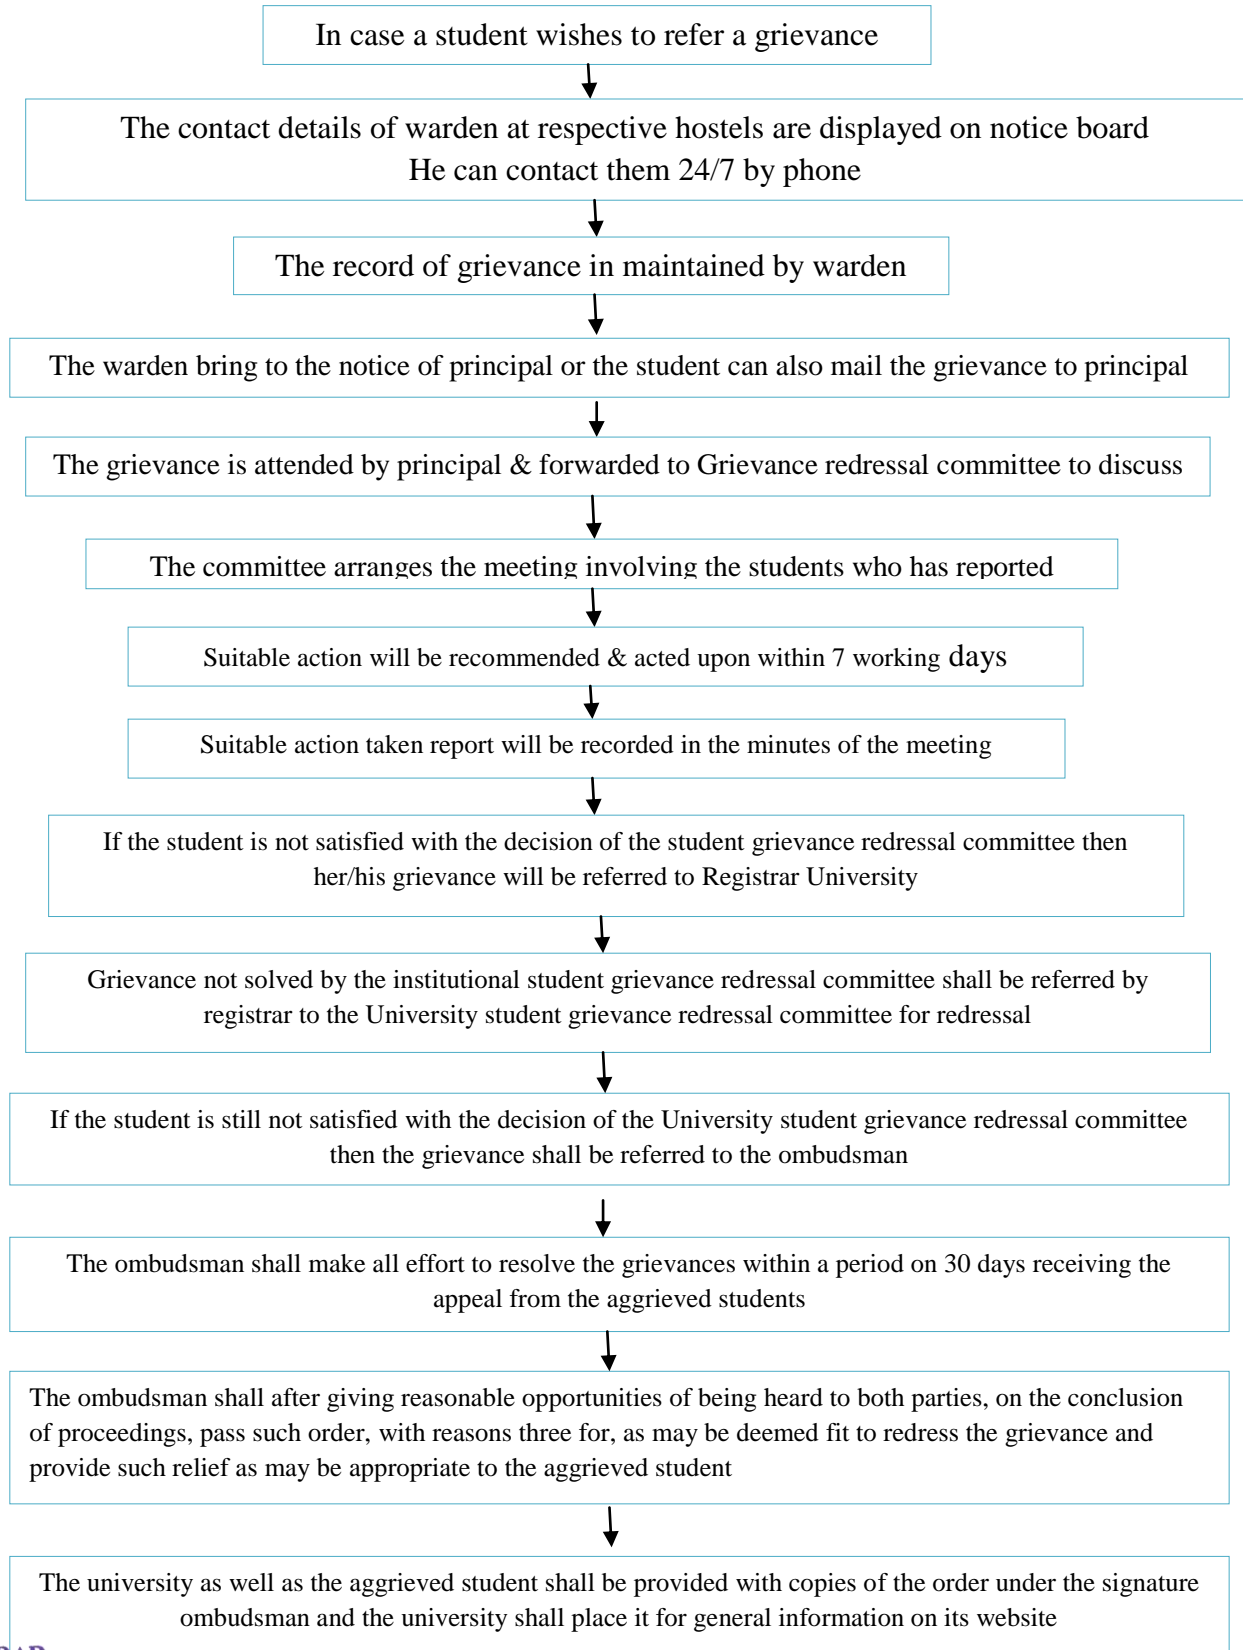 In case a student wishes to refer a grievance
The contact details of warden at respective hostels are displayed on notice board
He can contact them 24/7 by phone
The record of grievance in maintained by warden
The warden bring to the notice of principal or the student can also mail the grievance to principal
The grievance is attended by principal & forwarded to Grievance redressal committee to discuss
The committee arranges the meeting involving the students who has reported
Suitable action will be recommended & acted upon within 7 working days
Suitable action taken report will be recorded in the minutes of the meeting
If the student is not satisfied with the decision of the student grievance redressal committee then
her/his grievance will be referred to Registrar University
Grievance not solved by the institutional student grievance redressal committee shall be referred by
registrar to the University student grievance redressal committee for redressal
If the student is still not satisfied with the decision of the University student grievance redressal committee
then the grievance shall be referred to the ombudsman
The ombudsman shall make all effort to resolve the grievances within a period on 30 days receiving the
appeal from the aggrieved students
The ombudsman shall after giving reasonable opportunities of being heard to both parties, on the conclusion
of proceedings, pass such order, with reasons three for, as may be deemed fit to redress the grievance and
provide such relief as may be appropriate to the aggrieved student
The university as well as the aggrieved student shall be provided with copies of the order under the signature
ombudsman and the university shall place it for general information on its website